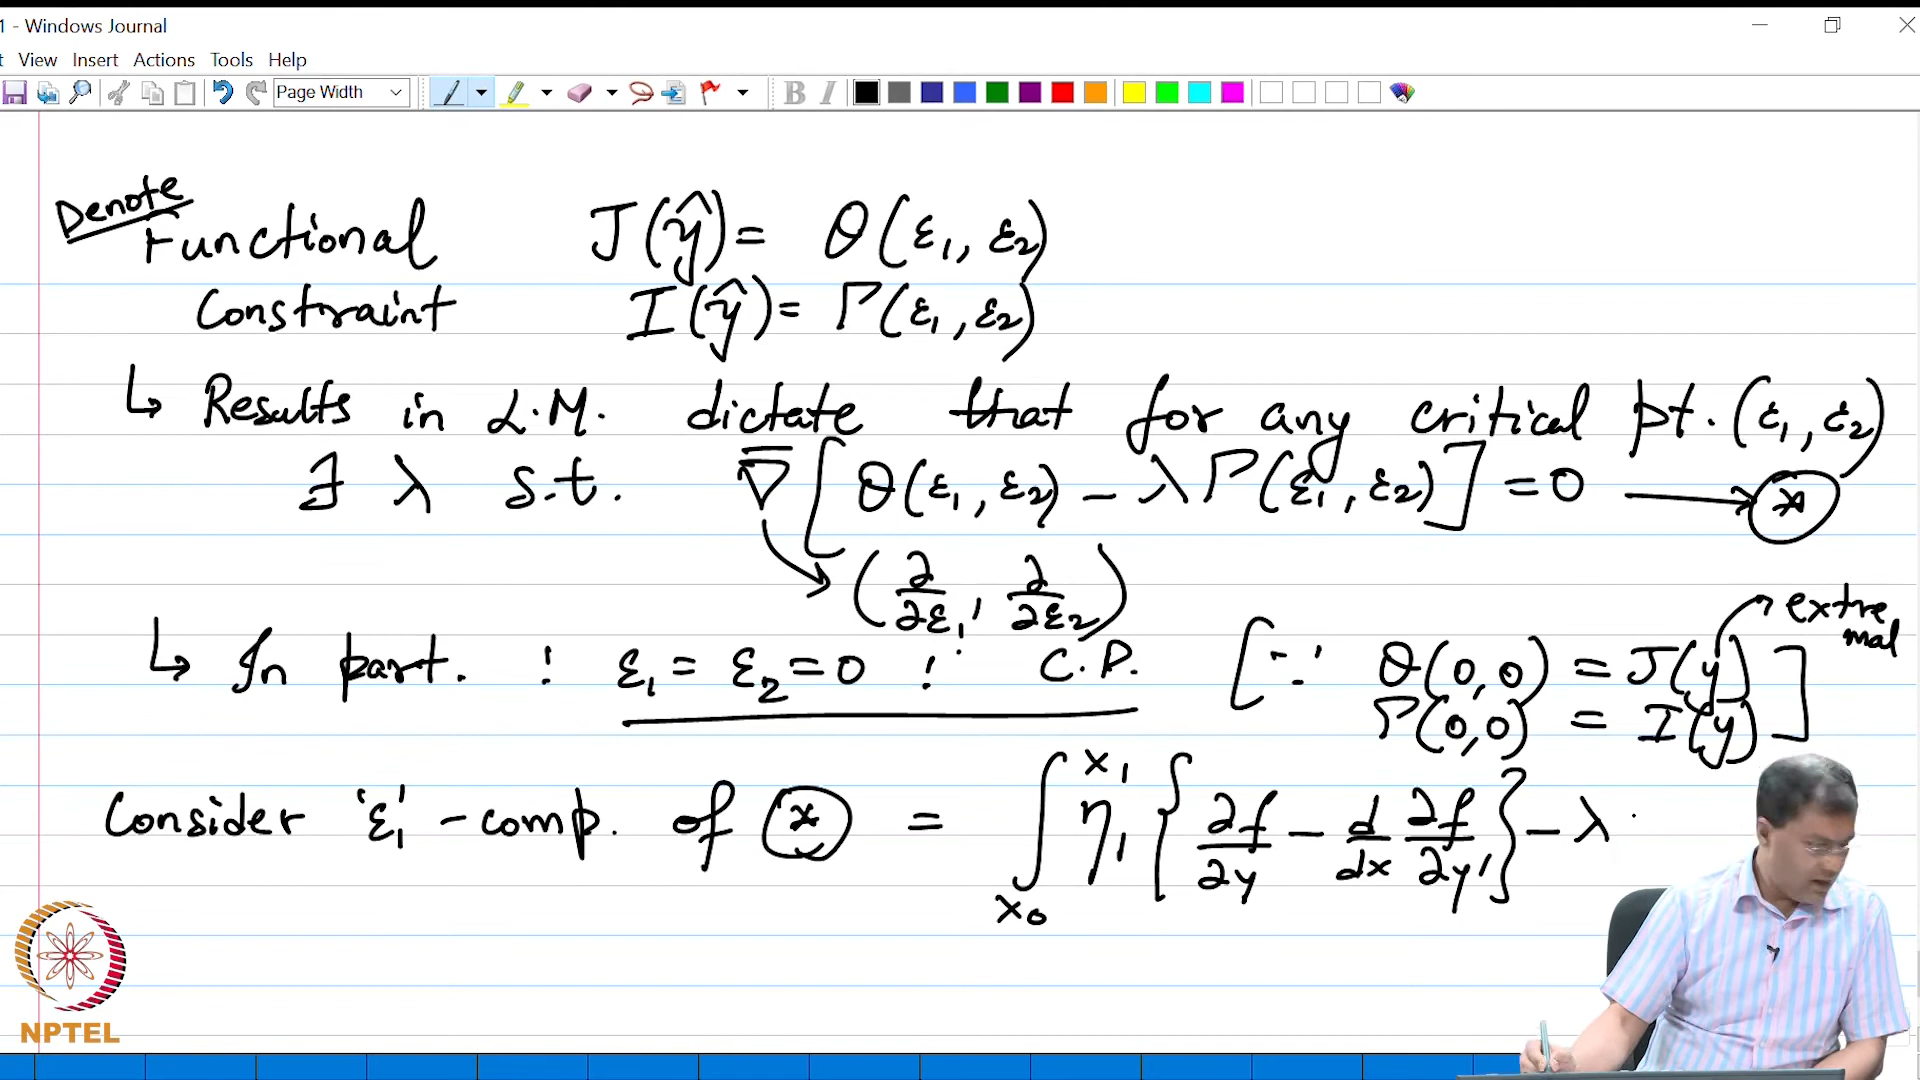 1 - Windows Journal
t View Insert Actions Tools Help
Page Width
B I
Denote
Functional J(ŷ) = Θ(ε₁, ε₂)
Constraint I(ŷ) = Γ(ε₁, ε₂)
↳ Results in L.M. dictate that for any critical pt. (ε₁, ε₂)
∃ λ s.t. ∇̅ [Θ(ε₁, ε₂) - λ Γ(ε₁, ε₂)] = 0 → (*)
(∂/∂ε₁, ∂/∂ε₂)
→ extre
mal
↳ In part. : ε₁ = ε₂ = 0 : C.P. [∵ Θ(0,0) = J(y)
Γ(0,0) = I(y)]
Consider 'ε₁' - comp. of (*) = ∫_{x₀}^{x₁} η₁ { ∂f/∂y - d/dx ∂f/∂y' } - λ
NPTEL